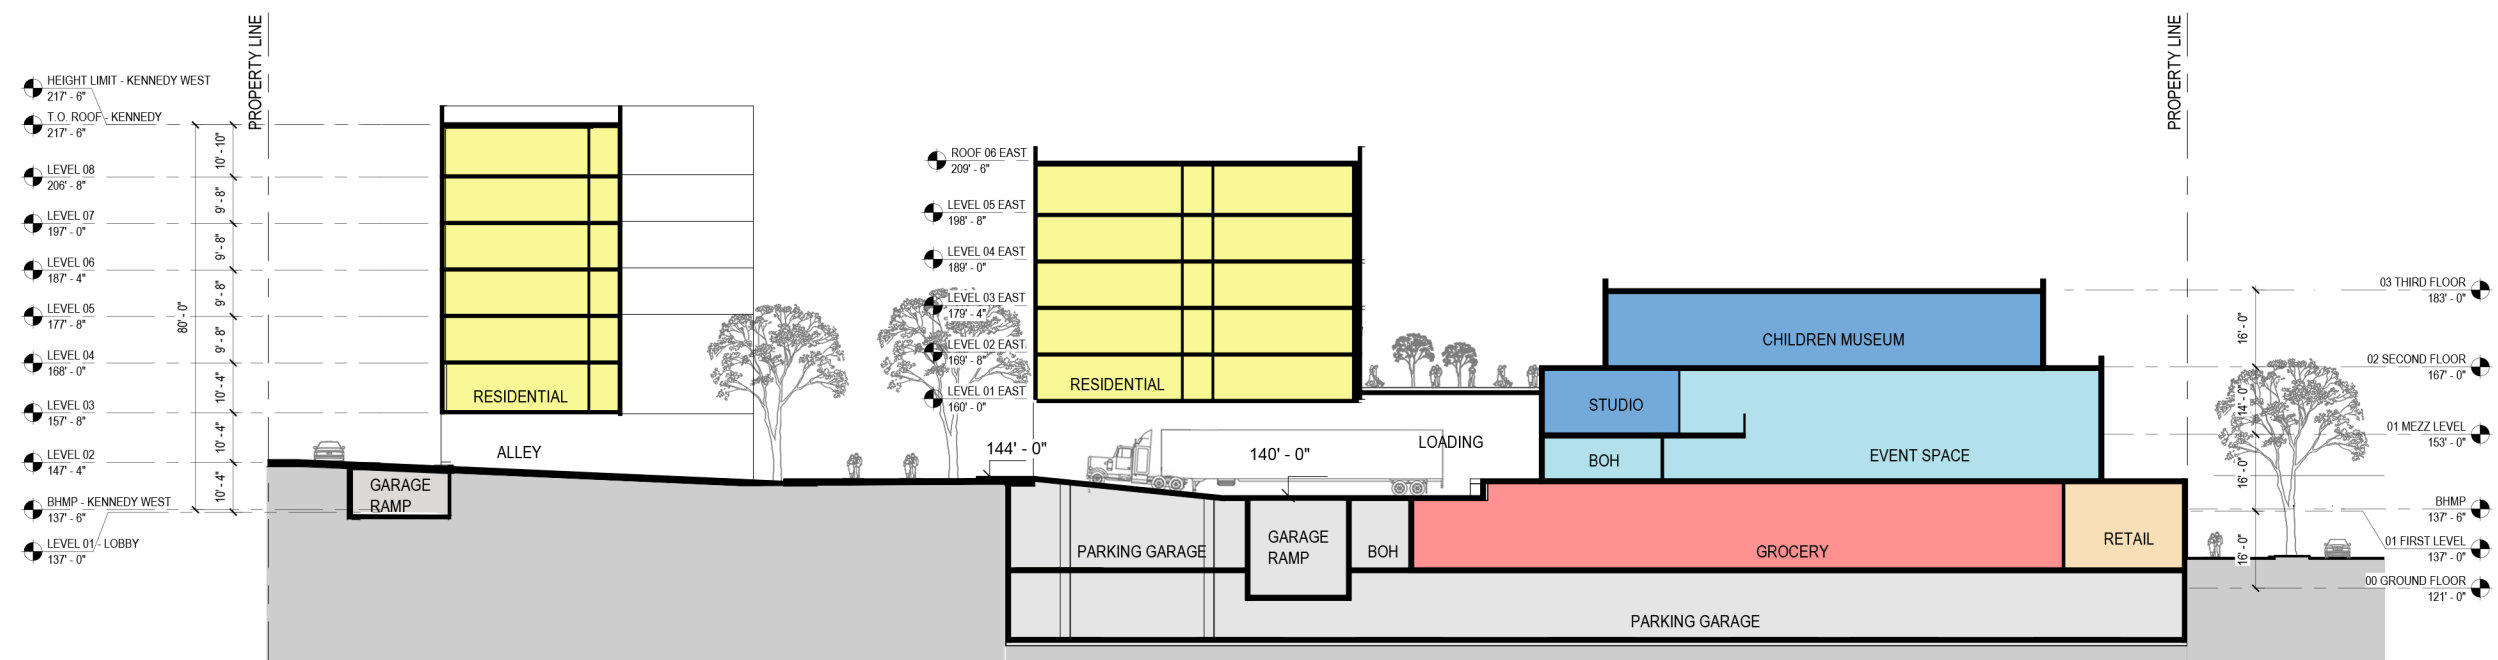 PROPERTY LINE
HEIGHT LIMIT - KENNEDY WEST
217' - 6"
T.O. ROOF - KENNEDY
217' - 6"
LEVEL 08
206' - 8"
LEVEL 07
197' - 0"
LEVEL 06
187' - 4"
LEVEL 05
177' - 8"
LEVEL 04
168' - 0"
LEVEL 03
157' - 8"
LEVEL 02
147' - 4"
BHMP - KENNEDY WEST
137' - 6"
LEVEL 01 - LOBBY
137' - 0"
80' - 0"
10' - 10"
9' - 8"
9' - 8"
9' - 8"
9' - 8"
10' - 4"
10' - 4"
10' - 4"
RESIDENTIAL
ALLEY
GARAGE
RAMP
ROOF 06 EAST
209' - 6"
LEVEL 05 EAST
198' - 8"
LEVEL 04 EAST
189' - 0"
LEVEL 03 EAST
179' - 4"
LEVEL 02 EAST
169' - 8"
LEVEL 01 EAST
160' - 0"
RESIDENTIAL
144' - 0"
140' - 0"
LOADING
PARKING GARAGE
GARAGE
RAMP
BOH
CHILDREN MUSEUM
STUDIO
BOH
EVENT SPACE
GROCERY
RETAIL
PARKING GARAGE
PROPERTY LINE
16' - 0"
14' - 0"
16' - 0"
16' - 0"
03 THIRD FLOOR
183' - 0"
02 SECOND FLOOR
167' - 0"
01 MEZZ LEVEL
153' - 0"
BHMP
137' - 6"
01 FIRST LEVEL
137' - 0"
00 GROUND FLOOR
121' - 0"